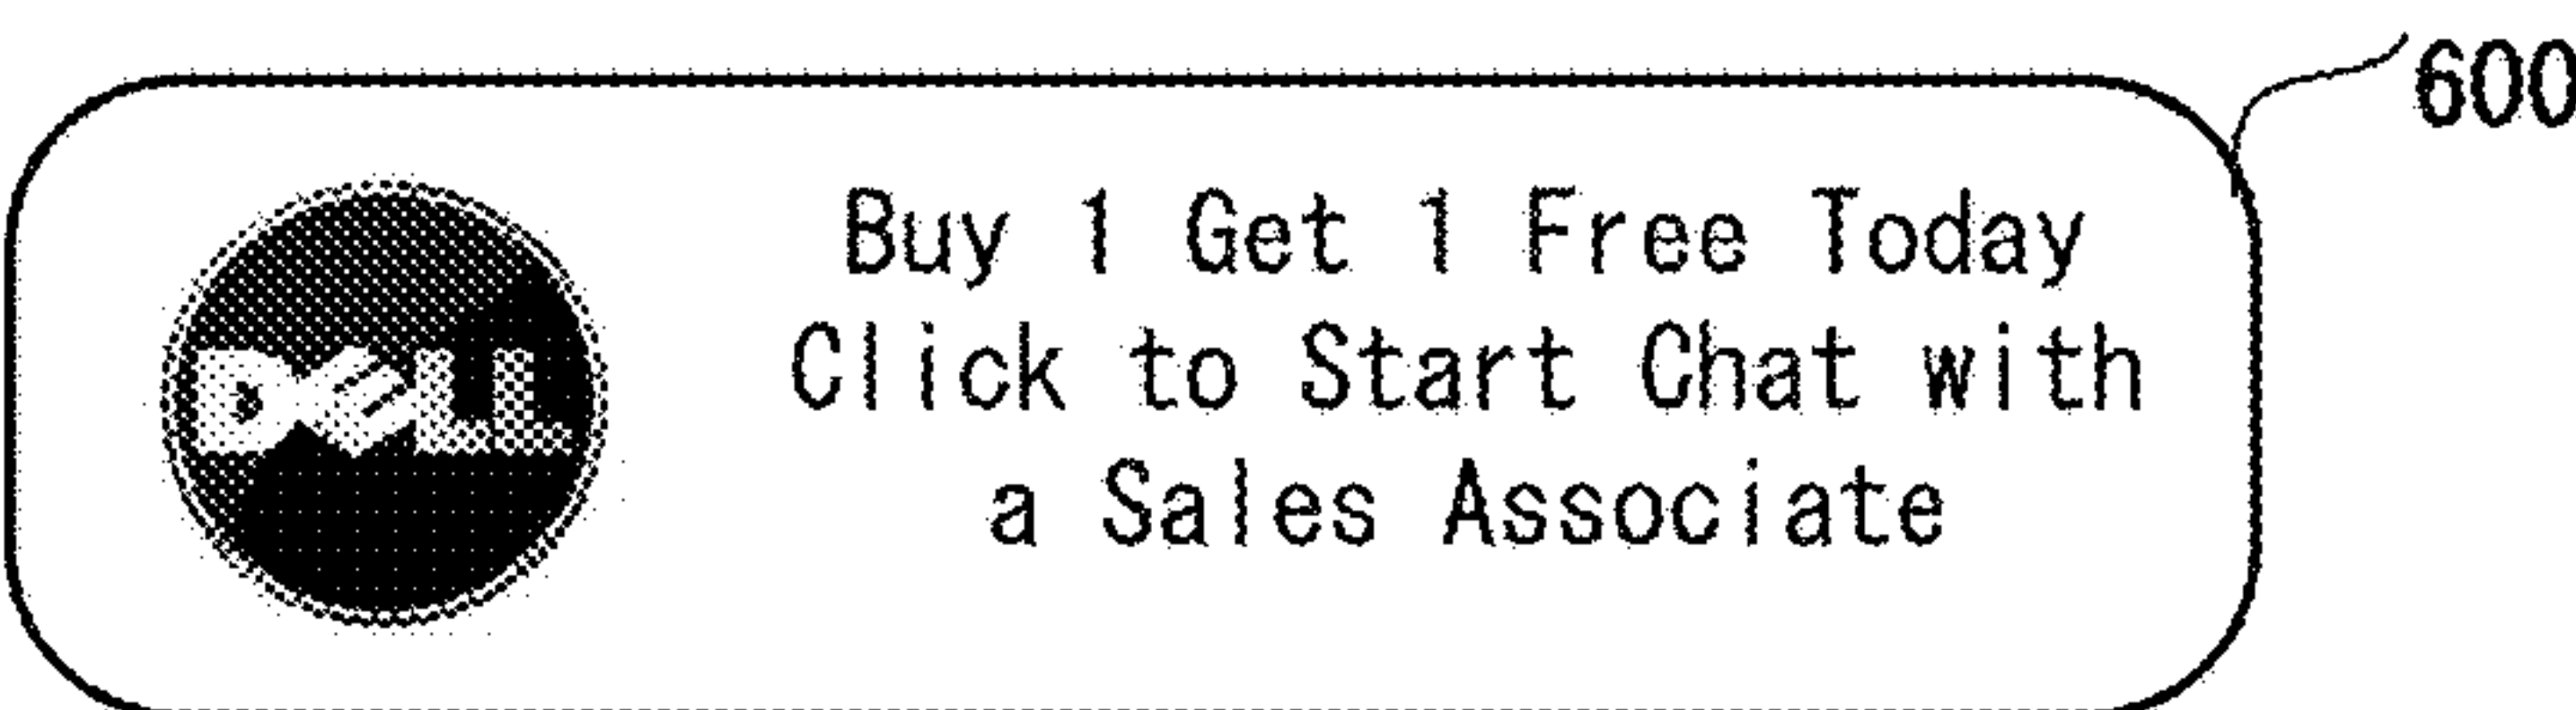 600
Buy 1 Get 1 Free Today
Click to Start Chat with
a Sales Associate
DELL